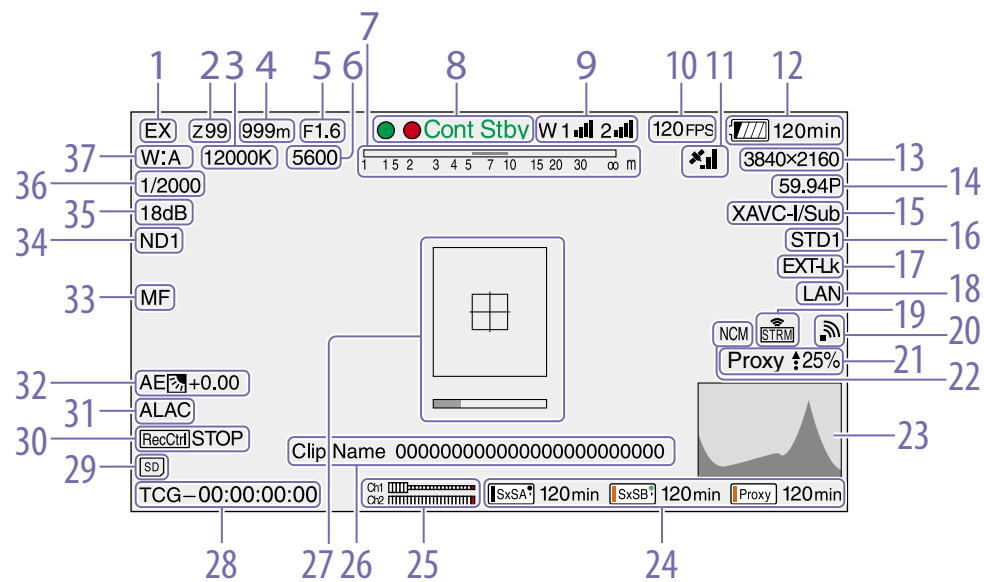 7
1 2 3 4 5 6 8 9 10 11 12
EX Z99 999m F1.6 Cont Stby W1 2 120FPS 120min
37 W:A 12000K 5600 3840×2160 13
1 1 5 2 3 4 5 7 10 15 20 30 ∞ m
36 1/2000 59.94P 14
35 18dB XAVC-I/Sub 15
34 ND1 STD1 16
EXT-Lk 17
33 MF LAN 18
NCM STRM 19 20
Proxy 25% 21
32 AE +0.00 22
31 ALAC
30 RecCtrl STOP 23
Clip Name 0000000000000000000000000
29 SD
28 TCG–00:00:00:00 Ch1 SxSA 120min SxSB 120min Proxy 120min
Ch2
27 26 25 24